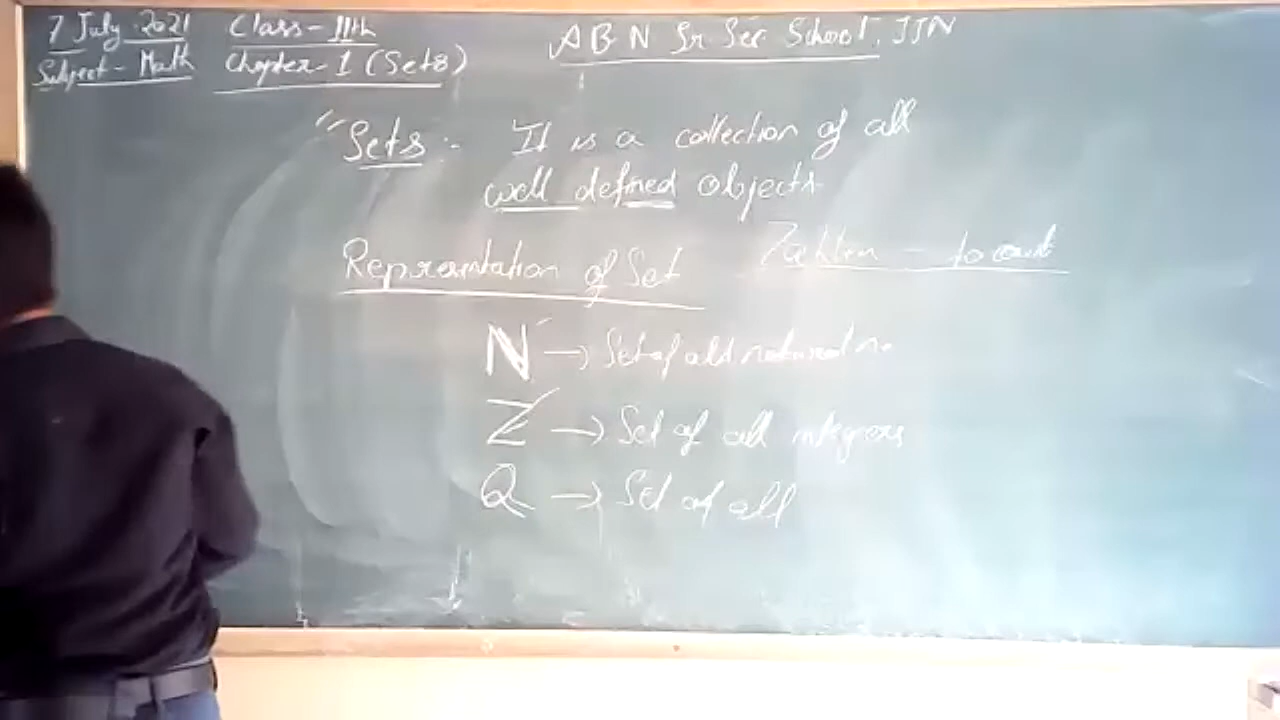 7 July 2021 Class-11th ABN Sr Sec School, JJN
Subject- Math Chapter-1 (Sets)
"Sets:- It is a collection of all
well defined objects.
Representation of Set Zahlen - to count
N → Set of all natural no.
Z → Set of all integers
Q → Set of all